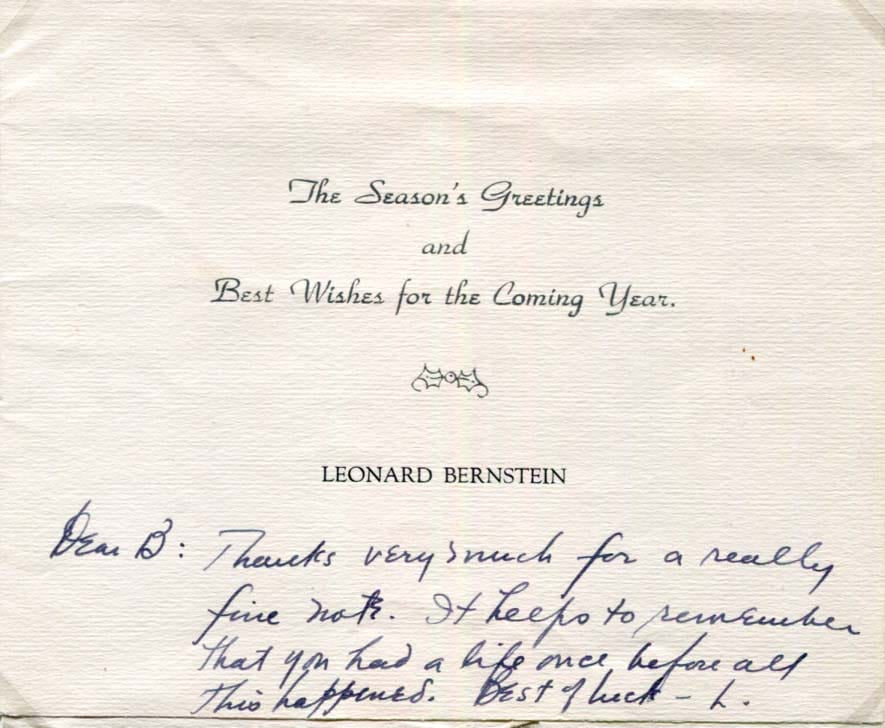 The Season's Greetings
and
Best Wishes for the Coming Year.
LEONARD BERNSTEIN
Dear B: Thanks very much for a really
fine note. It helps to remember
that you had a life once before all
this happened. Best of luck – L.